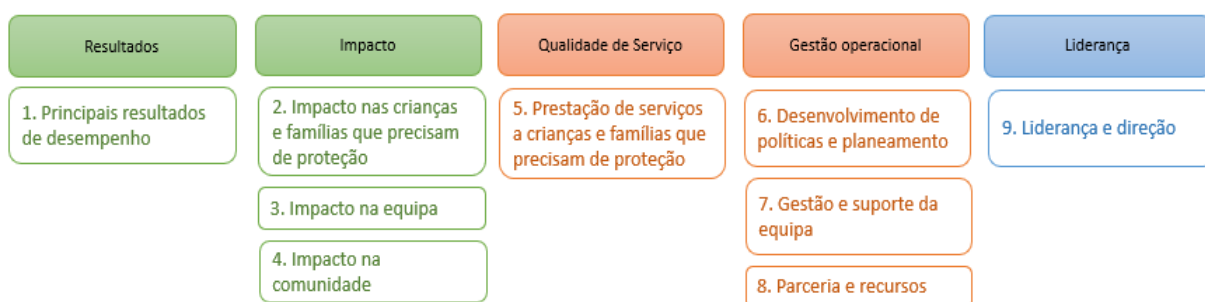 Resultados
1. Principais resultados
de desempenho
Impacto
2. Impacto nas crianças
e famílias que precisam
de proteção
3. Impacto na equipa
4. Impacto na
comunidade
Qualidade de Serviço
5. Prestação de serviços
a crianças e famílias que
precisam de proteção
Gestão operacional
6. Desenvolvimento de
políticas e planeamento
7. Gestão e suporte da
equipa
8. Parceria e recursos
Liderança
9. Liderança e direção